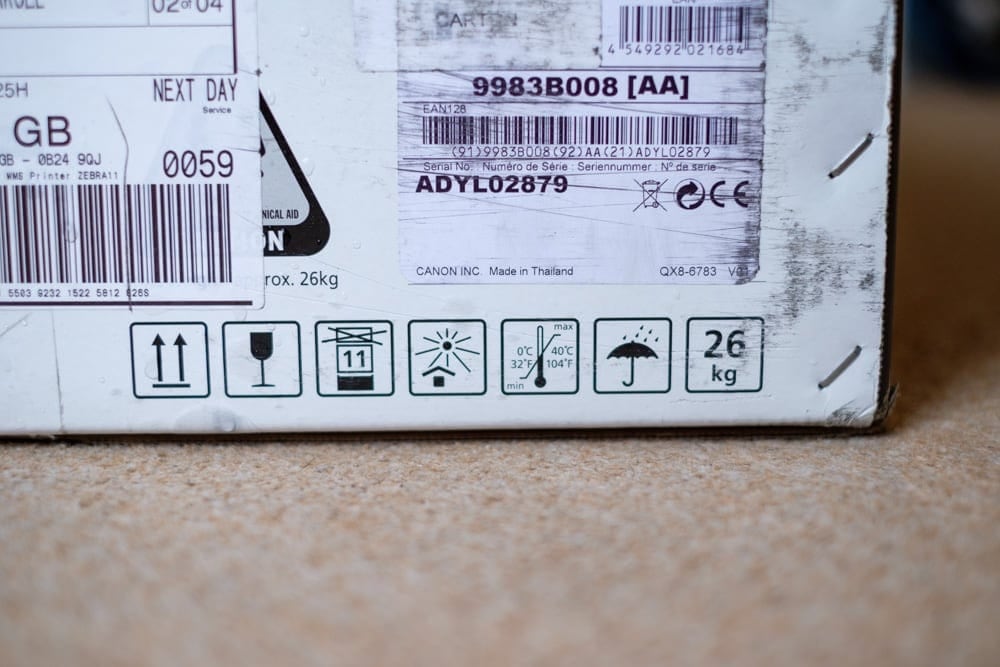 02 of 04
25H
NEXT DAY
Service
GB
GB - 0B24 9QJ
WMS Printer ZEBRA11
0059
5503 9232 1522 5812 826S
NICAL AID
ON
rox. 26kg
CARTON
EAN
4 549292 021684
9983B008 [AA]
EAN128
(91)9983B008(92)AA(21)ADYL02879
Serial No. : Numéro de Série : Seriennummer : Nº de serie
ADYL02879
CE
CANON INC. Made in Thailand
QX8-6783
11
max
0°C 40°C
32°F 104°F
min
26
kg